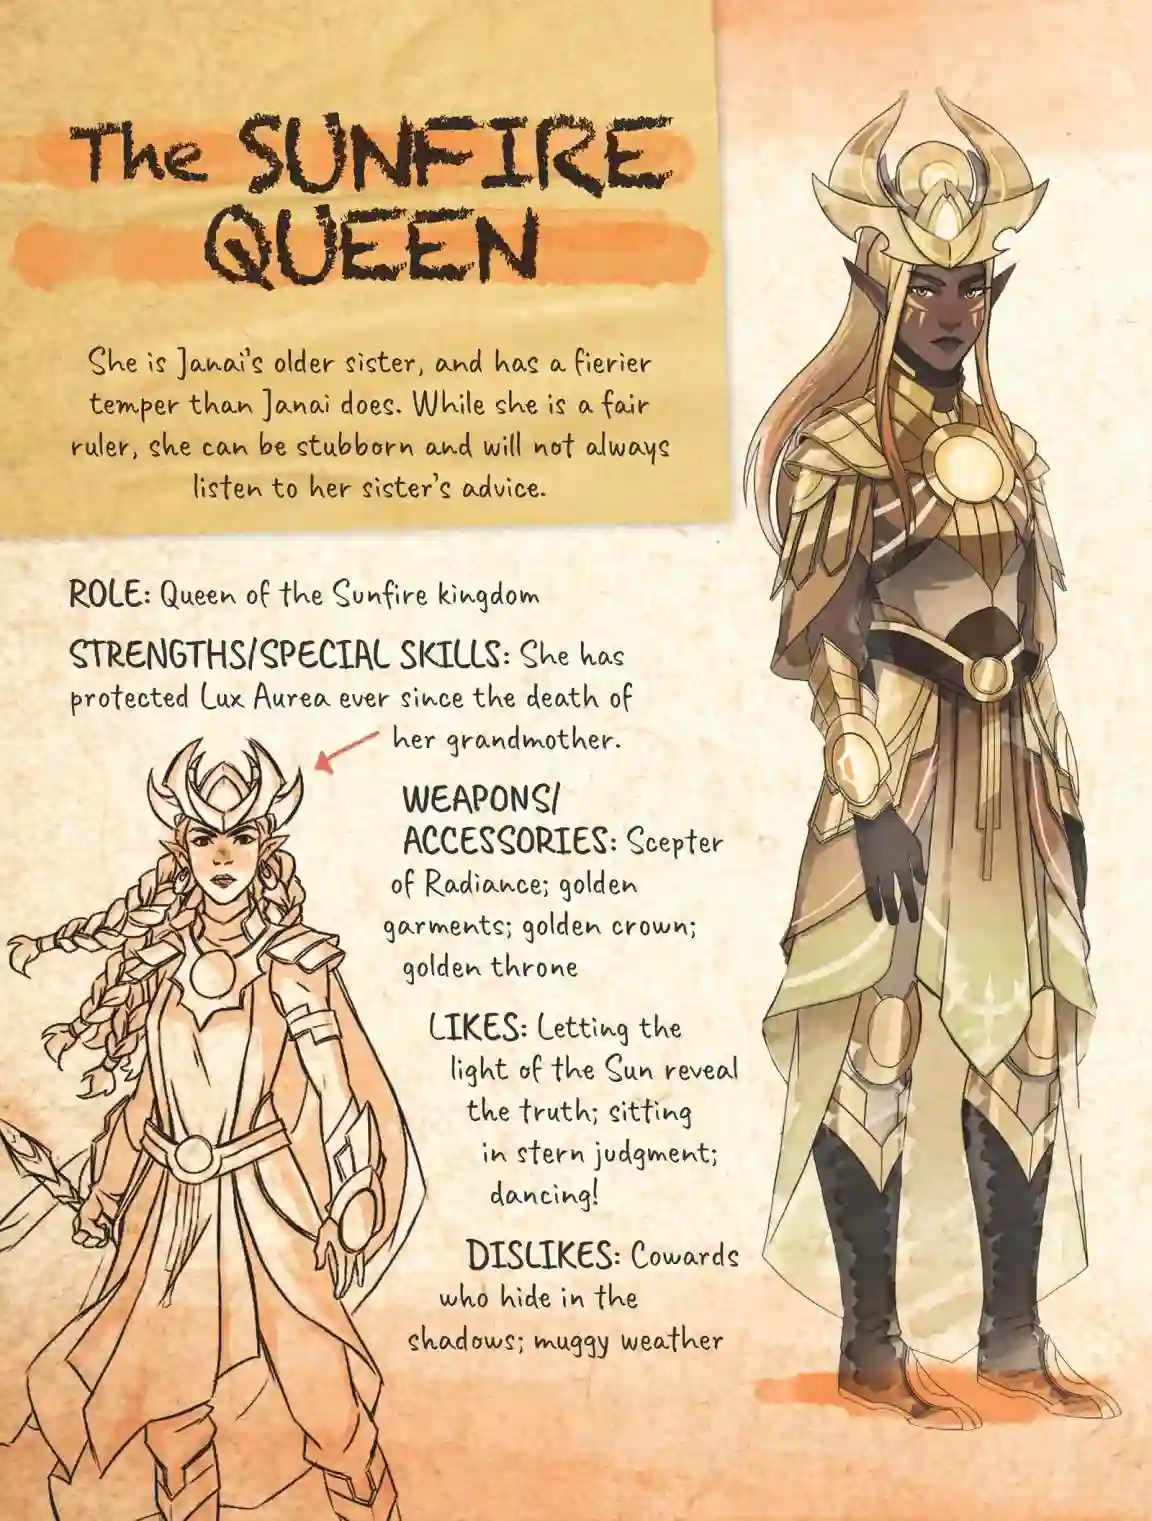 The SUNFIRE
QUEEN
She is Janai's older sister, and has a fierier
temper than Janai does. While she is a fair
ruler, she can be stubborn and will not always
listen to her sister's advice.
ROLE: Queen of the Sunfire kingdom
STRENGTHS/SPECIAL SKILLS: She has
protected Lux Aurea ever since the death of
her grandmother.
WEAPONS/
ACCESSORIES: Scepter
of Radiance; golden
garments; golden crown;
golden throne
LIKES: Letting the
light of the Sun reveal
the truth; sitting
in stern judgment;
dancing!
DISLIKES: Cowards
who hide in the
shadows; muggy weather